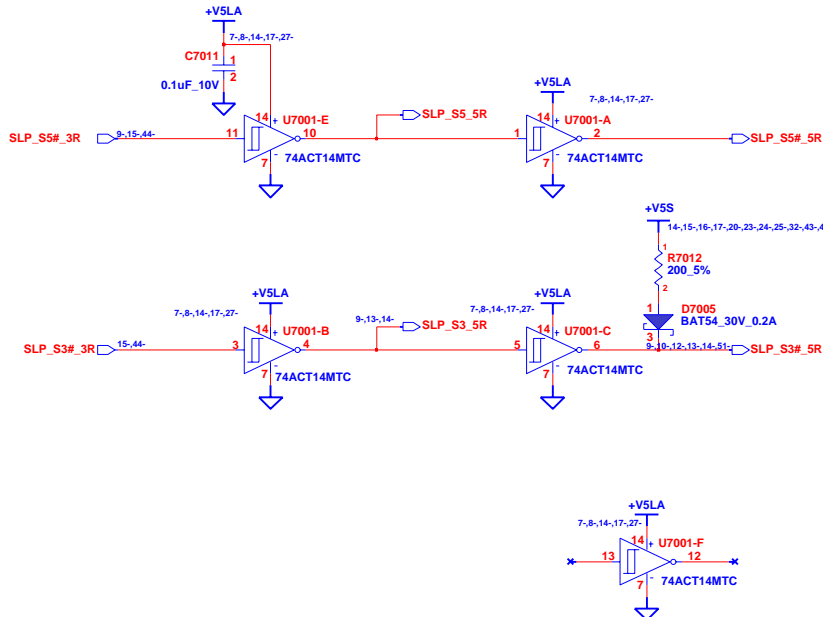 +V5LA
7-,8-,14-,17-,27-
C7011
1
2
0.1uF_10V
14
+
U7001-E
SLP_S5#_3R
9-,15-,44-
11
10
-
7
74ACT14MTC
SLP_S5_5R
+V5LA
7-,8-,14-,17-,27-
14
+
U7001-A
1
2
-
7
74ACT14MTC
SLP_S5#_5R
+V5S
14-,15-,16-,17-,20-,23-,24-,25-,32-,43-,4
1
R7012
200_5%
2
1
D7005
BAT54_30V_0.2A
3
+V5LA
7-,8-,14-,17-,27-
14
+
U7001-B
SLP_S3#_3R
15-,44-
3
4
-
7
74ACT14MTC
9-,13-,14-
SLP_S3_5R
+V5LA
7-,8-,14-,17-,27-
14
+
U7001-C
5
6
-
7
74ACT14MTC
9-,10-,12-,13-,14-,51-
SLP_S3#_5R
+V5LA
7-,8-,14-,17-,27-
14
+
U7001-F
13
12
-
7
74ACT14MTC